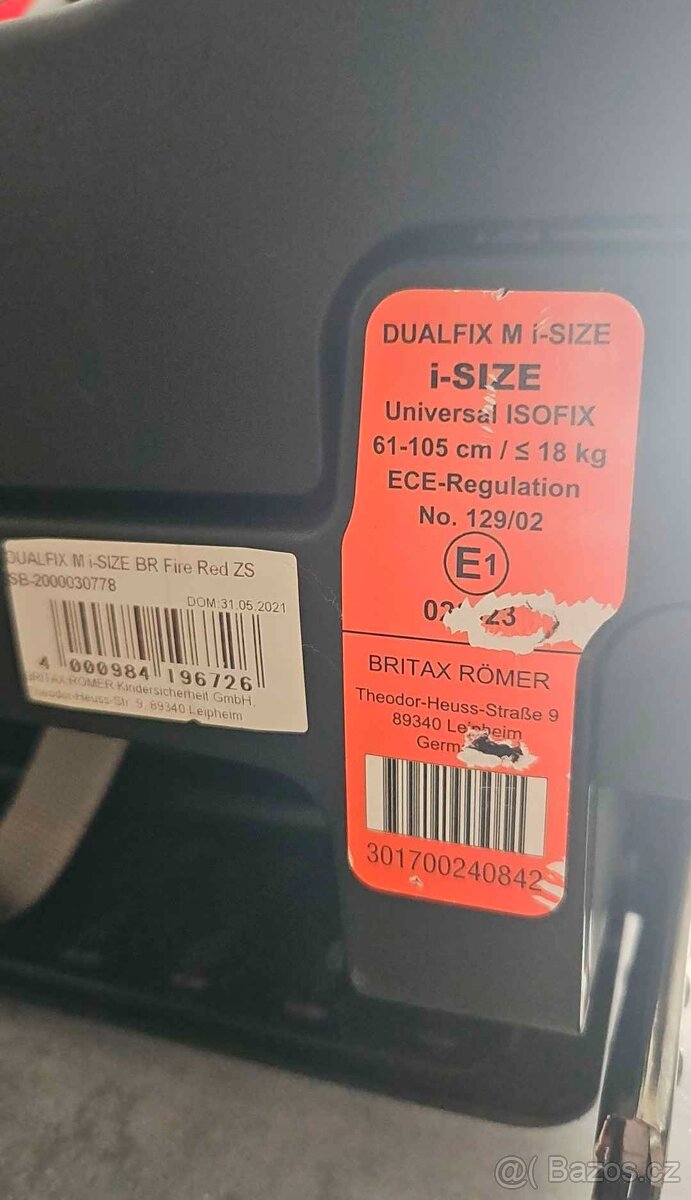 DUALFIX M i-SIZE
i-SIZE
Universal ISOFIX
61-105 cm / ≤ 18 kg
ECE-Regulation
No. 129/02
E1
BRITAX RÖMER
Theodor-Heuss-Straße 9
89340 Leipheim
301700240842
DUALFIX M i-SIZE BR Fire Red ZS
SB-2000030778
DOM:31.05.2021
4 000984 196726
BRITAX RÖMER Kindersicherheit GmbH,
Theodor-Heuss-Str. 9, 89340 Leipheim
@( Bazos.cz